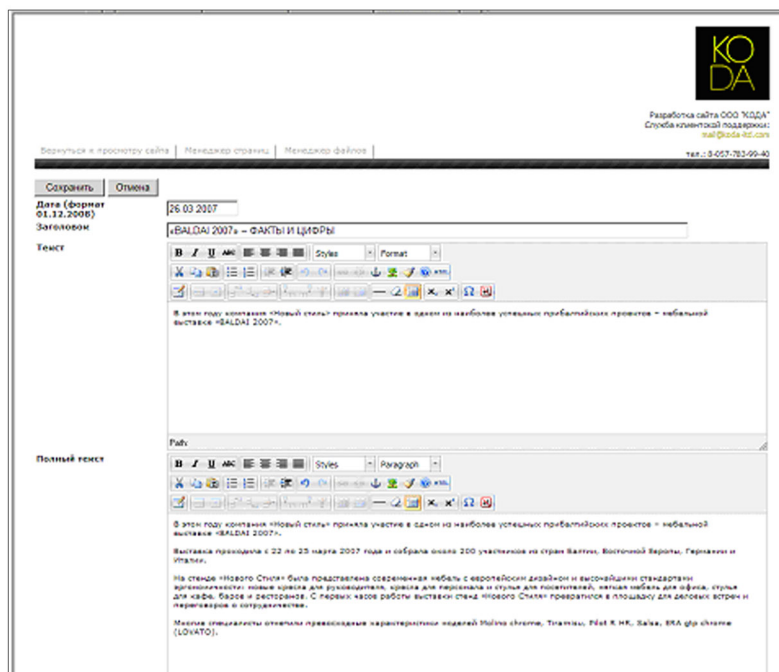 KO
DA
Разработка сайта ООО "КОДА"
Служба клиентской поддержки:
mail@koda-ltd.com
Вернуться к просмотру сайта | Менеджер страниц | Менеджер файлов
тел.: 8-057-783-99-40
Сохранить Отмена
Дата (формат
01.12.2008)
26.03.2007
Заголовок
«BALDAI 2007» – ФАКТЫ И ЦИФРЫ
Текст
B I U ABC Styles Format
HTML
В этом году компания «Новый стиль» приняла участие в одном из наиболее успешных прибалтийских проектов – мебельной
выставке «BALDAI 2007».
Path:
Полный текст
B I U ABC Styles Paragraph
HTML
В этом году компания «Новый стиль» приняла участие в одном из наиболее успешных прибалтийских проектов – мебельной
выставке «BALDAI 2007».
Выставка проходила с 22 по 25 марта 2007 года и собрала около 200 участников из стран Балтии, Восточной Европы, Германии и
Италии.
На стенде «Нового Стиля» была представлена современная мебель с европейским дизайном и высочайшими стандартами
эргономичности: новые кресла для руководителя, кресла для персонала и стулья для посетителей, мягкая мебель для офиса, стулья
для кафе, баров и ресторанов. С первых часов работы выставки стенд «Нового Стиля» превратился в площадку для деловых встреч и
переговоров о сотрудничестве.
Многие специалисты отметили превосходные характеристики моделей Molino chrome, Tiramisu, Pilot R HR, Salsa, ERA gtp chrome
(LOVATO).